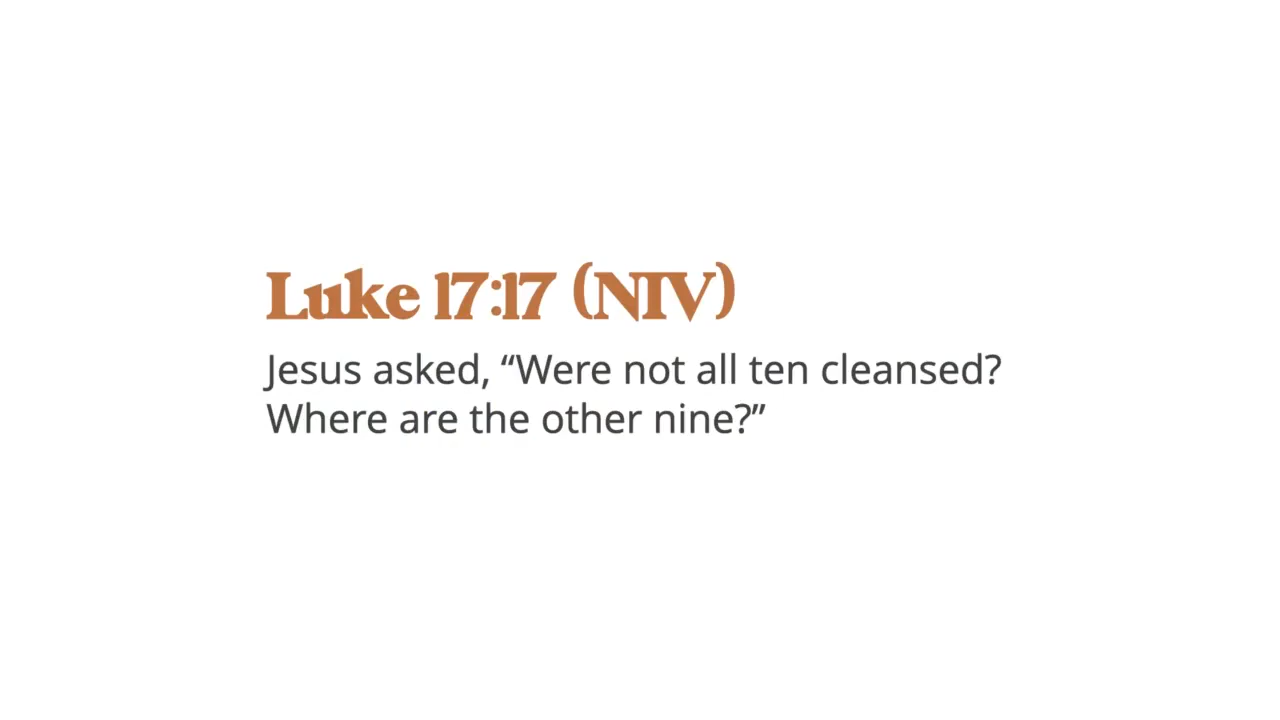 Luke 17:17 (NIV)
Jesus asked, “Were not all ten cleansed?
Where are the other nine?”